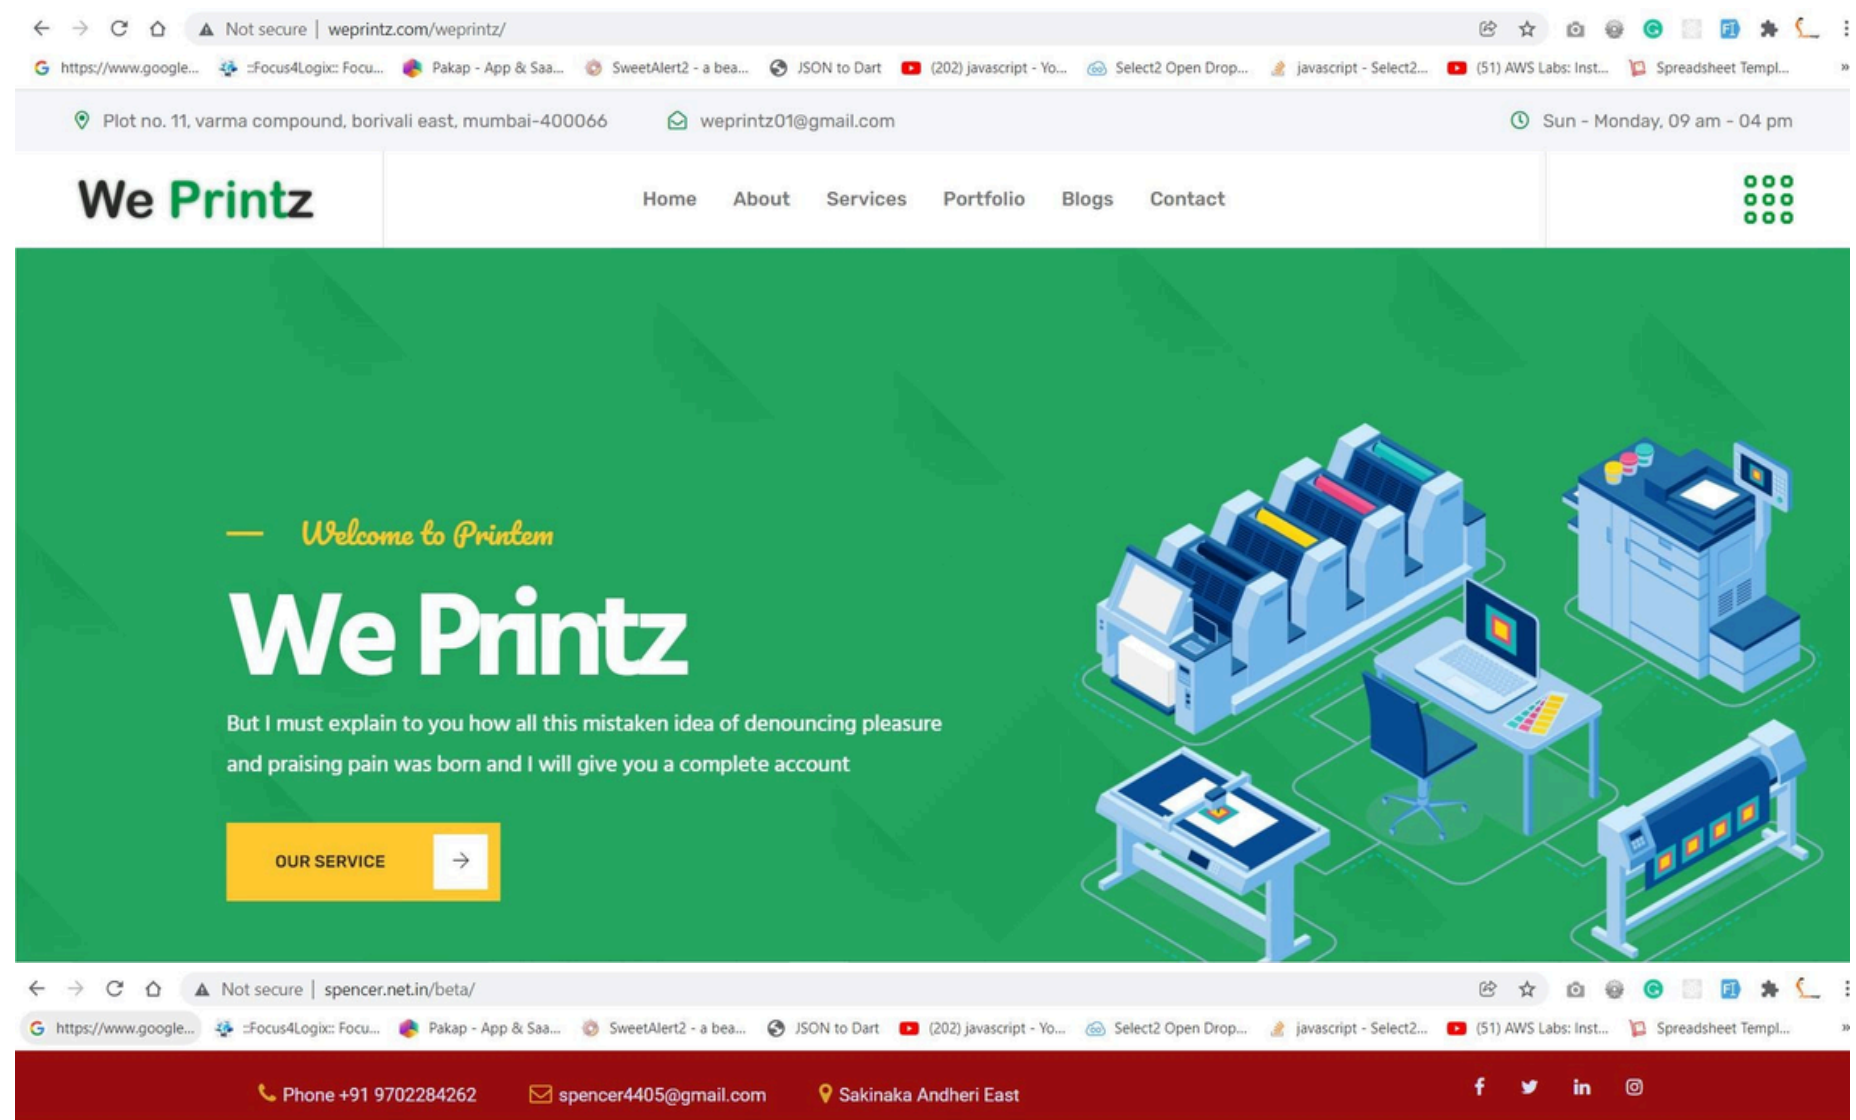 Not secure | weprintz.com/weprintz/
https://www.google... ::Focus4Logix:: Focu... Pakap - App & Saa... SweetAlert2 - a bea... JSON to Dart (202) javascript - Yo... Select2 Open Drop... javascript - Select2... (51) AWS Labs: Inst... Spreadsheet Templ... »
Plot no. 11, varma compound, borivali east, mumbai-400066 weprintz01@gmail.com Sun - Monday, 09 am - 04 pm
We Printz Home About Services Portfolio Blogs Contact
Welcome to Printem
We Printz
But I must explain to you how all this mistaken idea of denouncing pleasure
and praising pain was born and I will give you a complete account
OUR SERVICE
Not secure | spencer.net.in/beta/
https://www.google... ::Focus4Logix:: Focu... Pakap - App & Saa... SweetAlert2 - a bea... JSON to Dart (202) javascript - Yo... Select2 Open Drop... javascript - Select2... (51) AWS Labs: Inst... Spreadsheet Templ... »
Phone +91 9702284262 spencer4405@gmail.com Sakinaka Andheri East